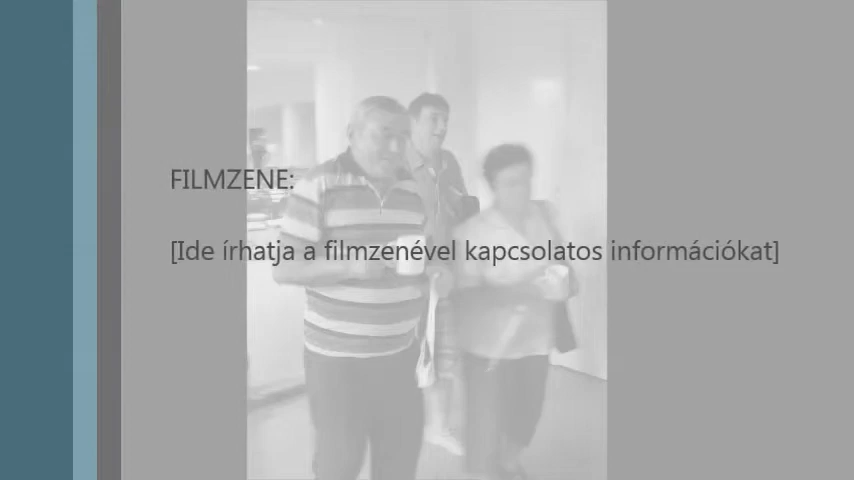 FILMZENE:
[Ide írhatja a filmzenével kapcsolatos információkat]